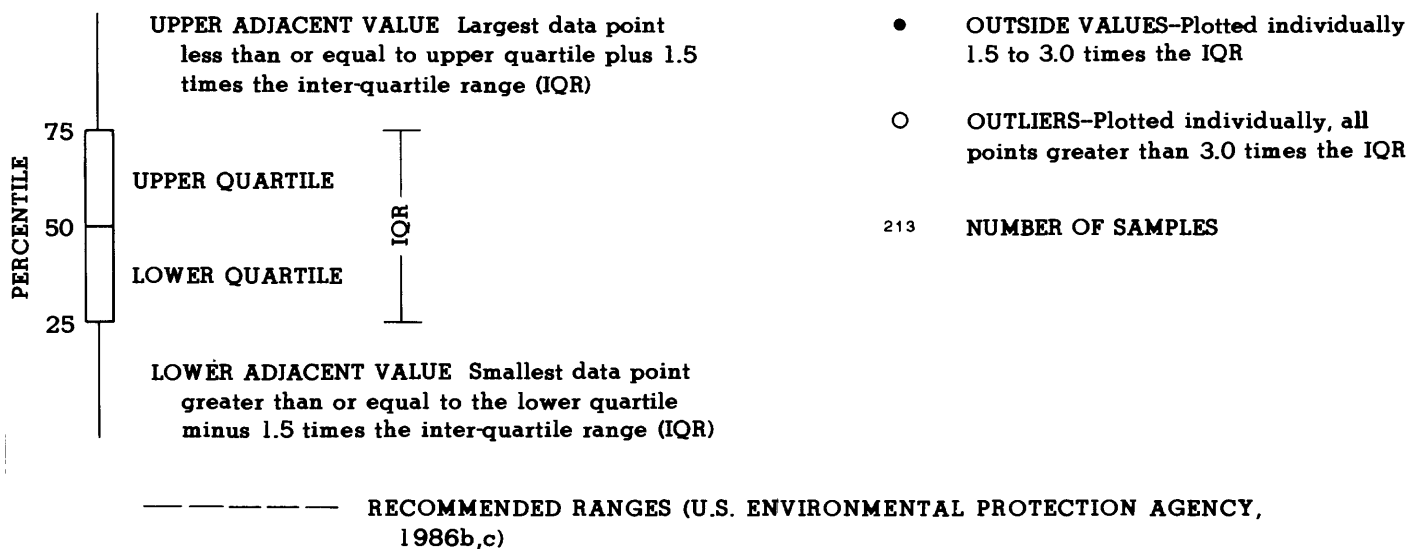 UPPER ADJACENT VALUE Largest data point
less than or equal to upper quartile plus 1.5
times the inter-quartile range (IQR)
75
UPPER QUARTILE
PERCENTILE
50
IQR
LOWER QUARTILE
25
LOWER ADJACENT VALUE Smallest data point
greater than or equal to the lower quartile
minus 1.5 times the inter-quartile range (IQR)
OUTSIDE VALUES–Plotted individually
1.5 to 3.0 times the IQR
OUTLIERS–Plotted individually, all
points greater than 3.0 times the IQR
213 NUMBER OF SAMPLES
RECOMMENDED RANGES (U.S. ENVIRONMENTAL PROTECTION AGENCY,
1986b,c)